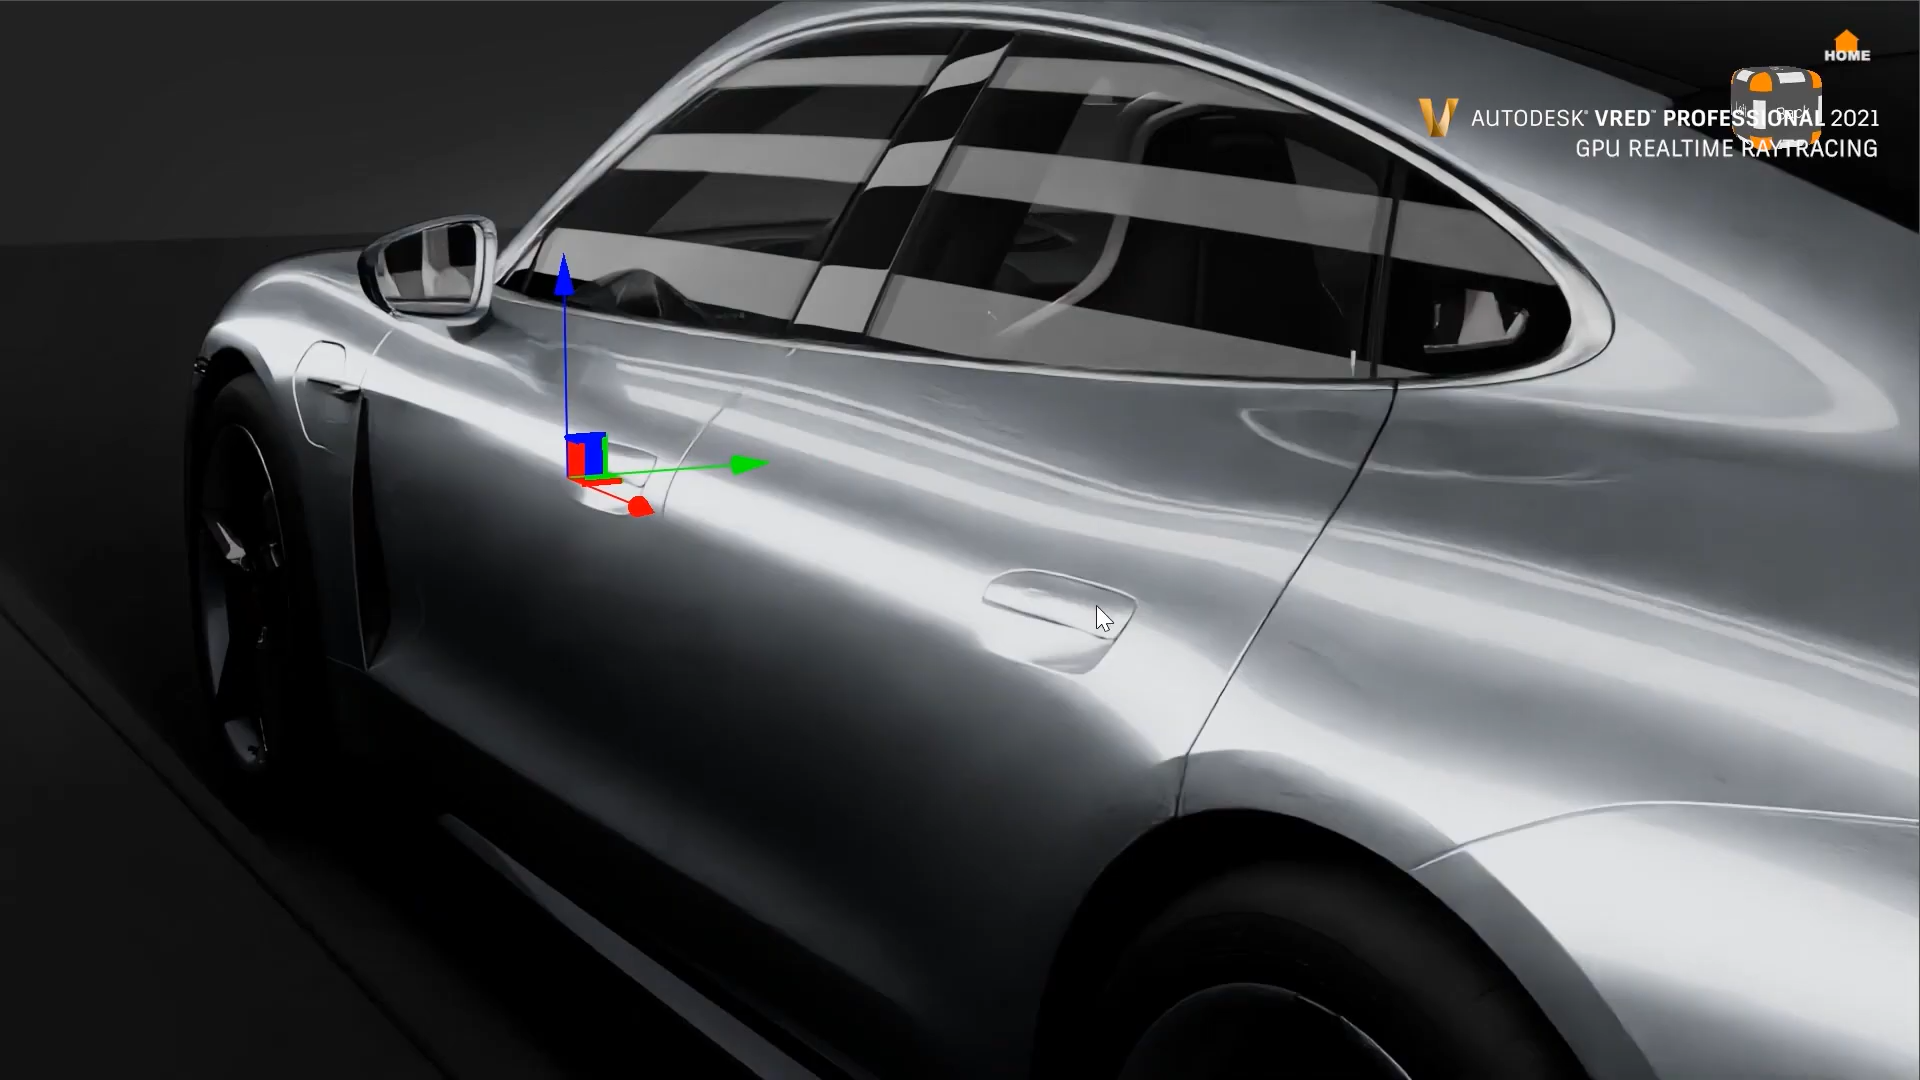 HOME
AUTODESK® VRED™ PROFESSIONAL 2021
GPU REALTIME RAYTRACING